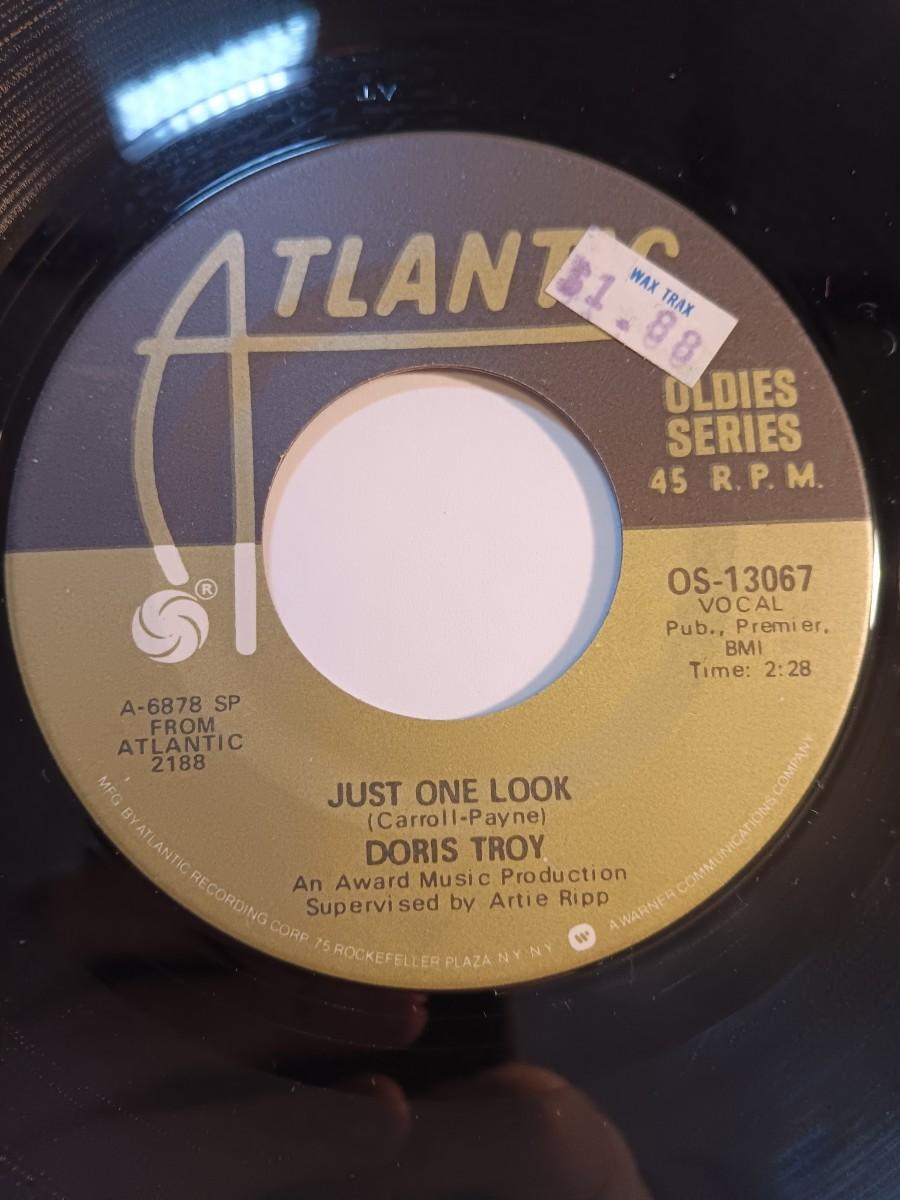 AT
ATLANTIC
WAX TRAX
$1.88
OLDIES
SERIES
45 R.P.M.
®
OS-13067
VOCAL
Pub., Premier,
BMI
Time: 2:28
A-6878 SP
FROM
ATLANTIC
2188
JUST ONE LOOK
(Carroll-Payne)
DORIS TROY
An Award Music Production
Supervised by Artie Ripp
MFG. BY ATLANTIC RECORDING CORP. 75 ROCKEFELLER PLAZA N.Y. N.Y. A WARNER COMMUNICATIONS COMPANY